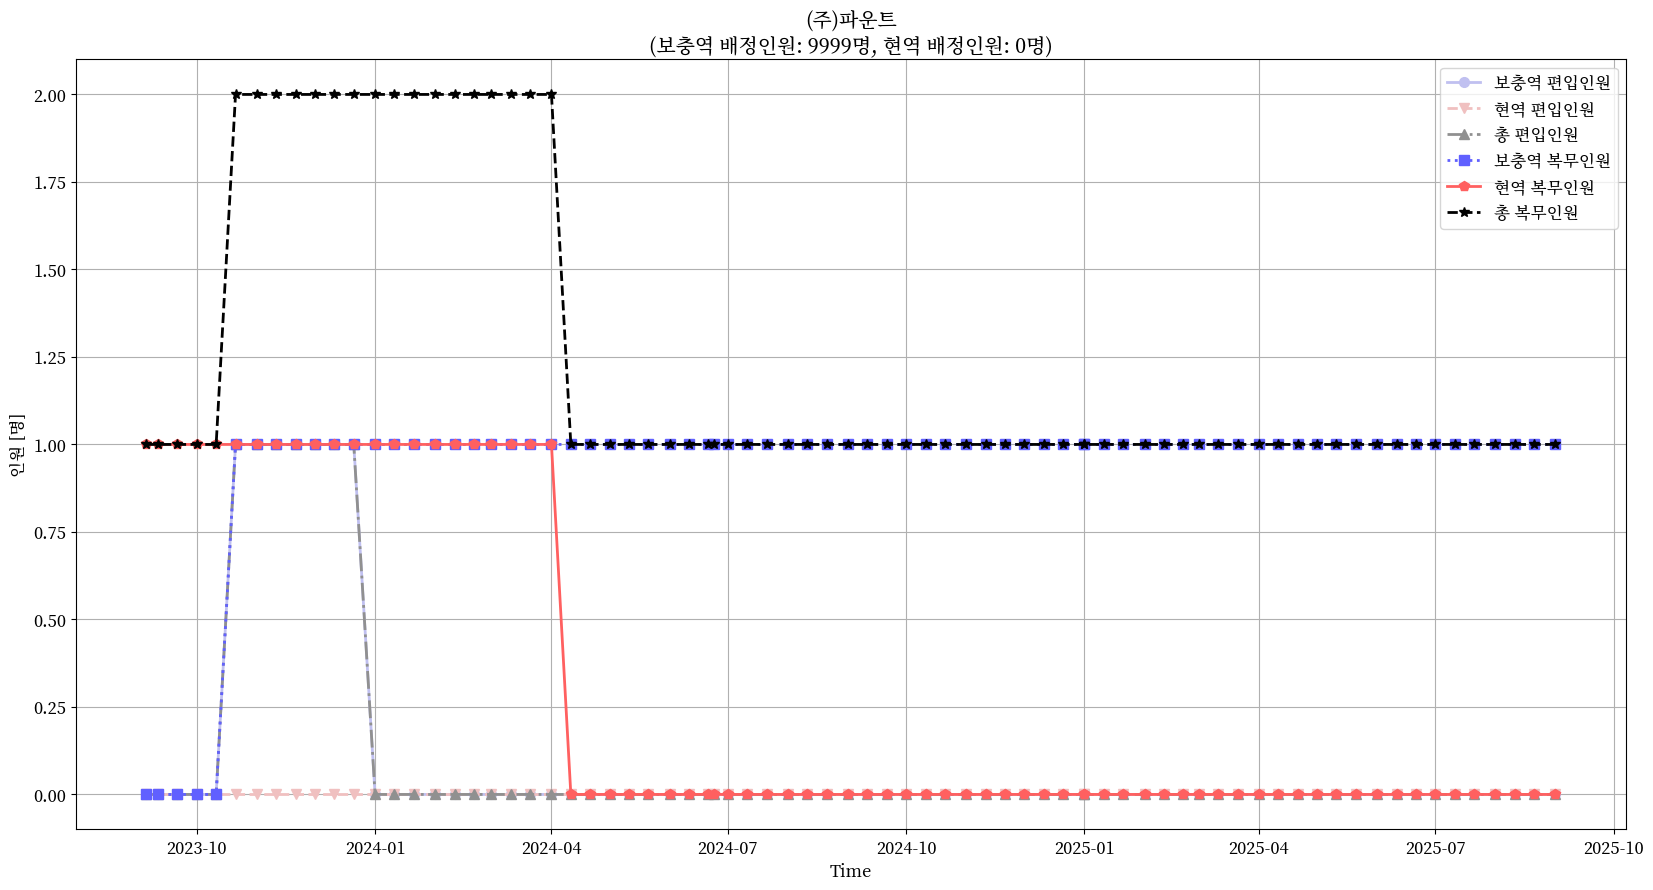 (주)파운트
(보충역 배정인원: 9999명, 현역 배정인원: 0명)
보충역 편입인원
현역 편입인원
총 편입인원
보충역 복무인원
현역 복무인원
총 복무인원
인원 [명]
2.00
1.75
1.50
1.25
1.00
0.75
0.50
0.25
0.00
2023-10 2024-01 2024-04 2024-07 2024-10 2025-01 2025-04 2025-07 2025-10
Time